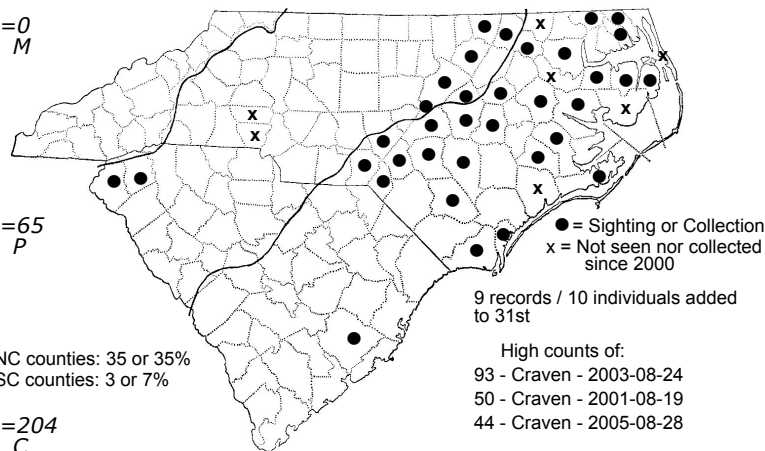 =0
M
=65
P
● = Sighting or Collection
x = Not seen nor collected
since 2000
9 records / 10 individuals added
to 31st
NC counties: 35 or 35%
SC counties: 3 or 7%
High counts of:
93 - Craven - 2003-08-24
50 - Craven - 2001-08-19
44 - Craven - 2005-08-28
=204
C